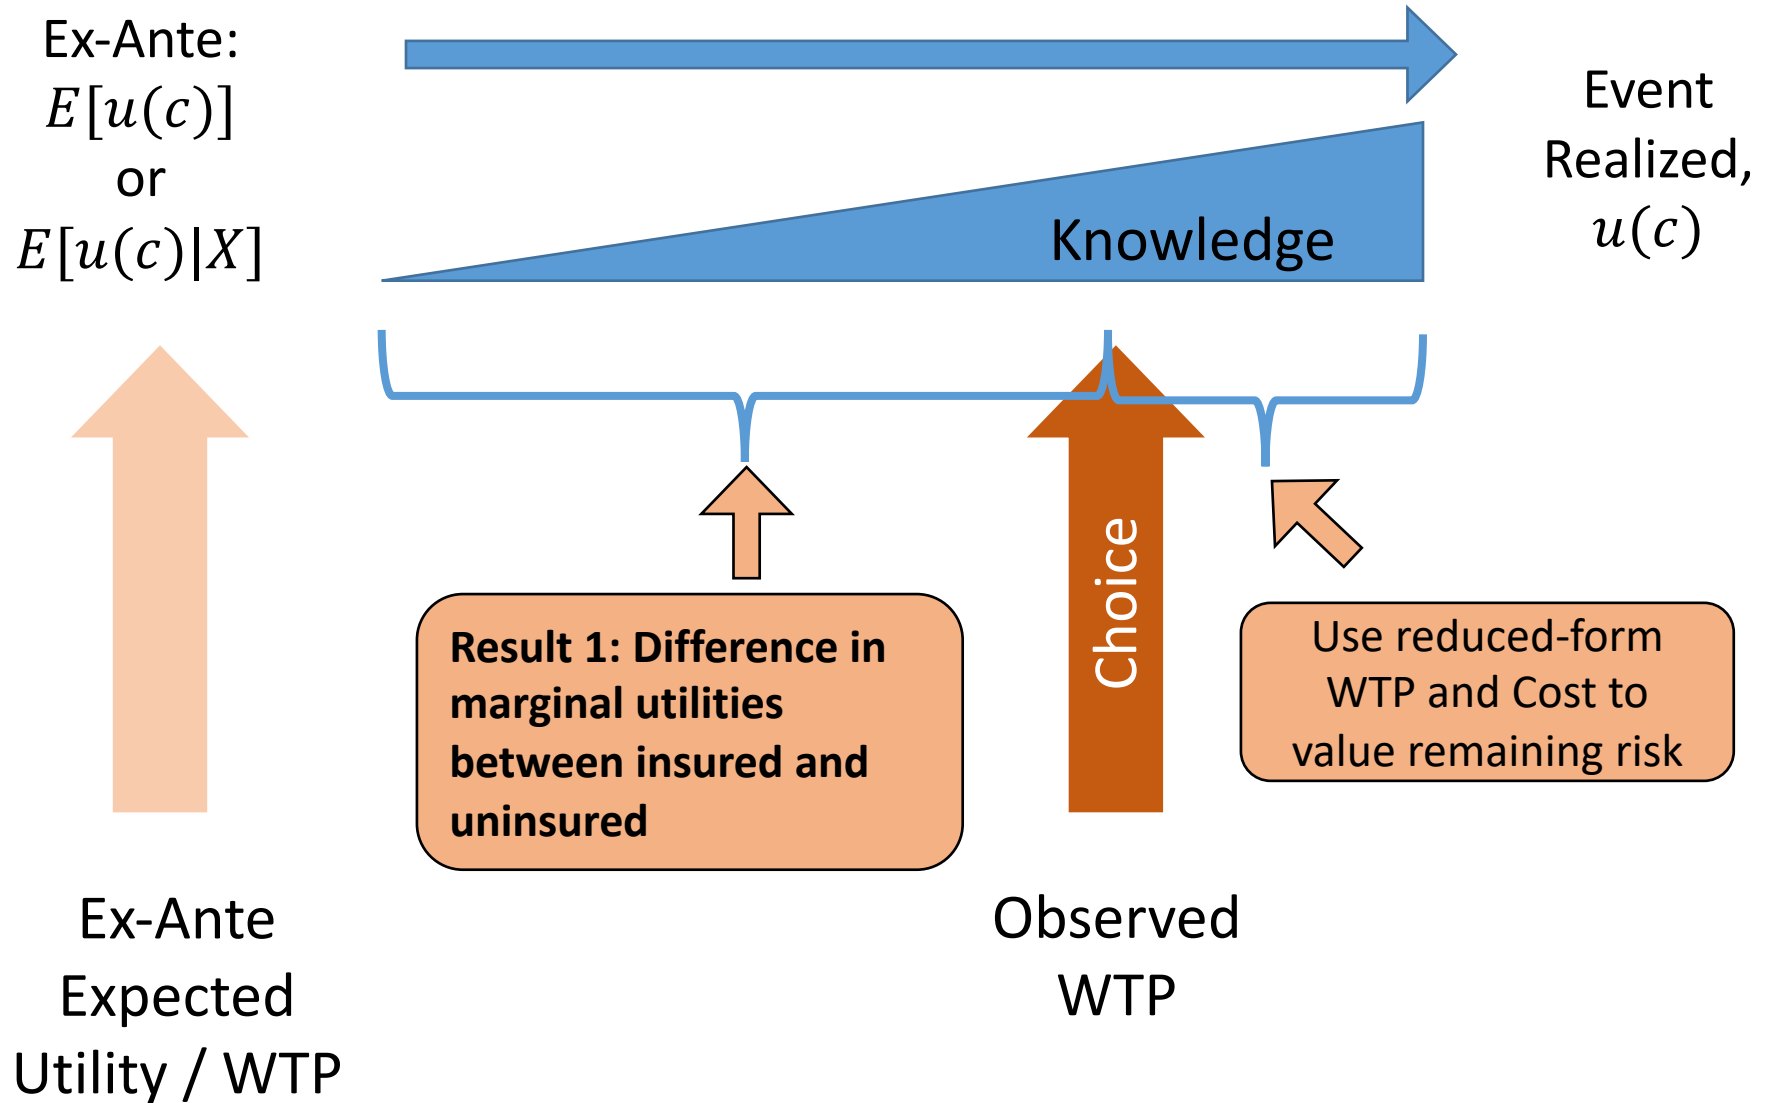 Ex-Ante:
E[u(c)]
or
E[u(c)|X]
Event
Realized,
u(c)
Knowledge
Choice
Result 1: Difference in
marginal utilities
between insured and
uninsured
Use reduced-form
WTP and Cost to
value remaining risk
Ex-Ante
Expected
Utility / WTP
Observed
WTP